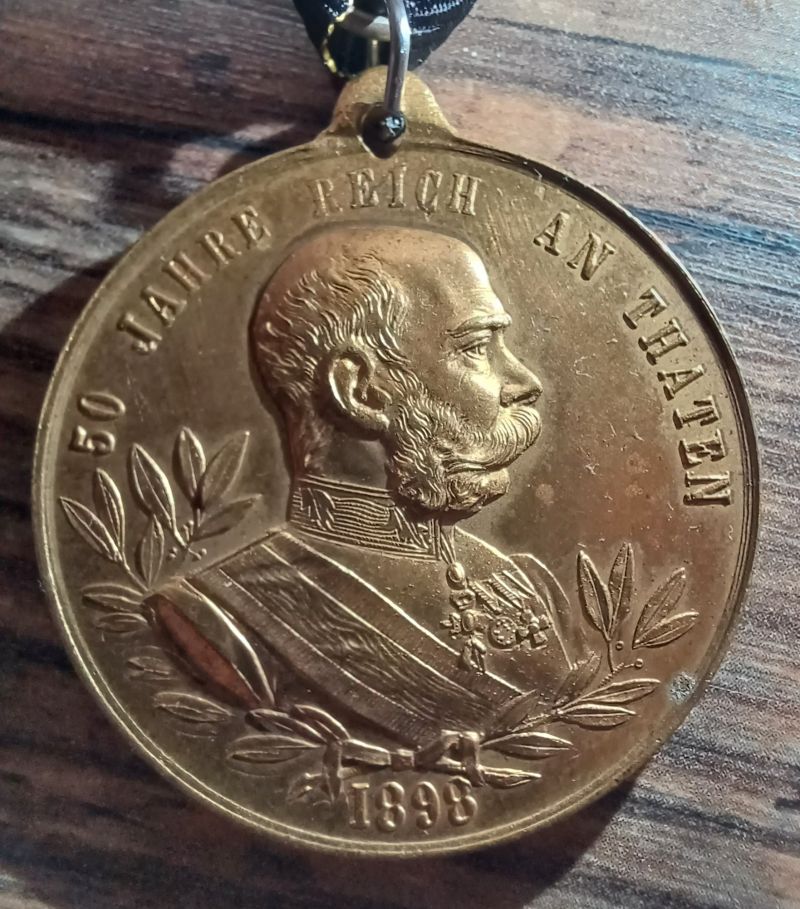 50 JAHRE REICH AN THATEN
1898